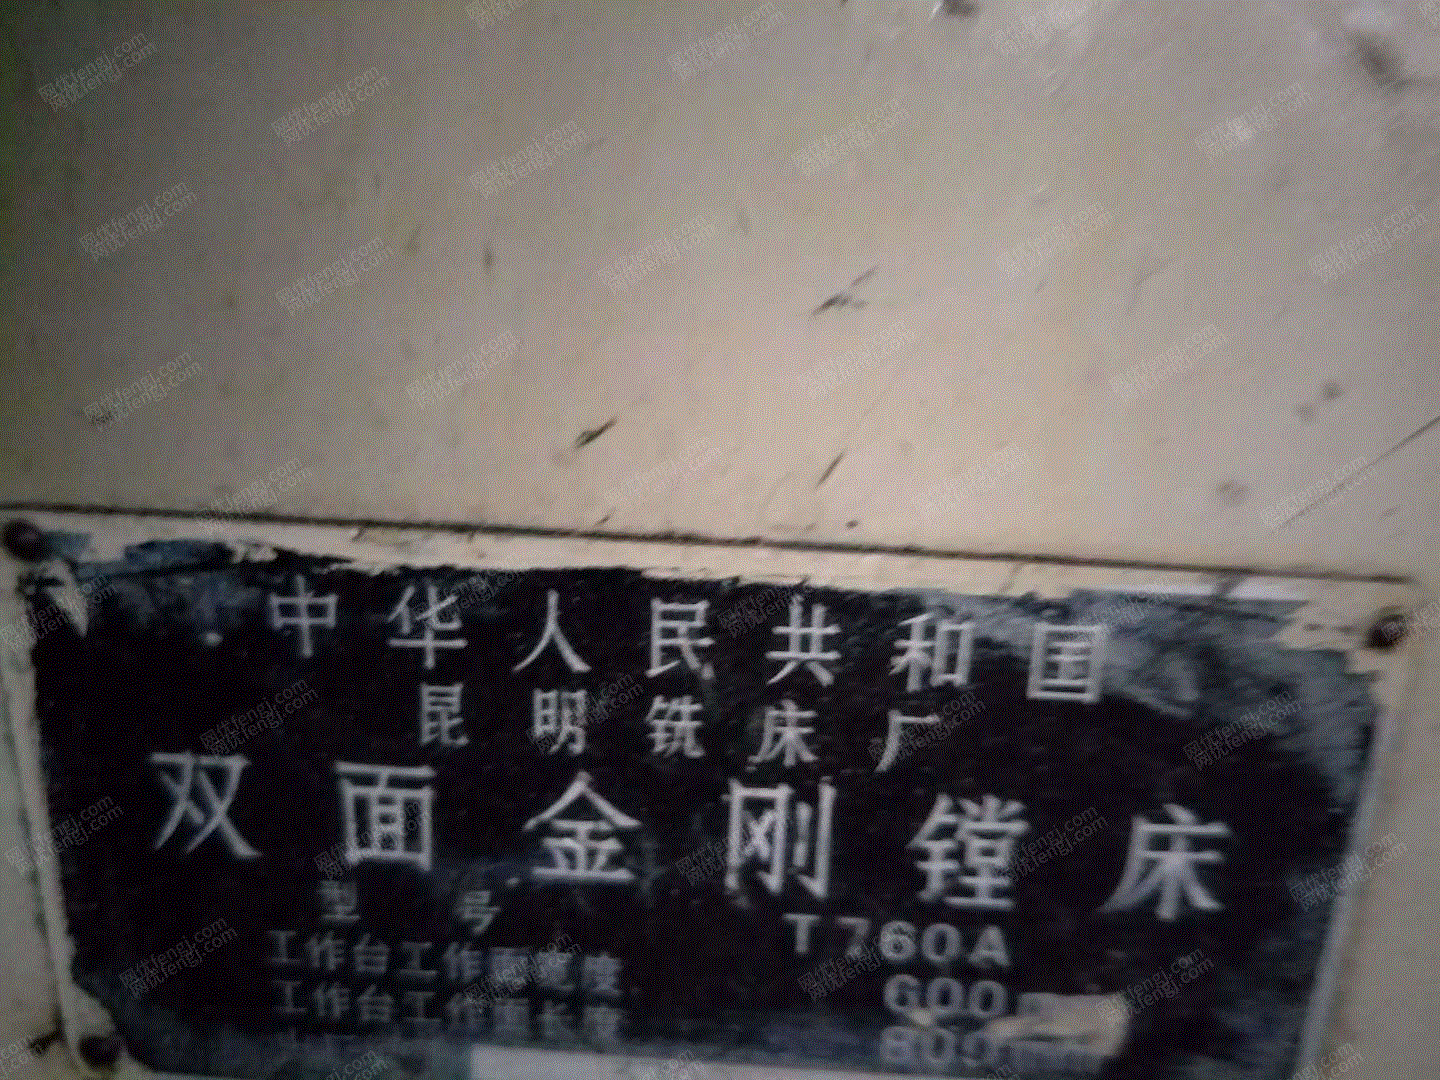 中华人民共和国
昆明铣床厂
双面金刚镗床
型号 T760A
工作台工作面宽度 600
工作台工作面长度